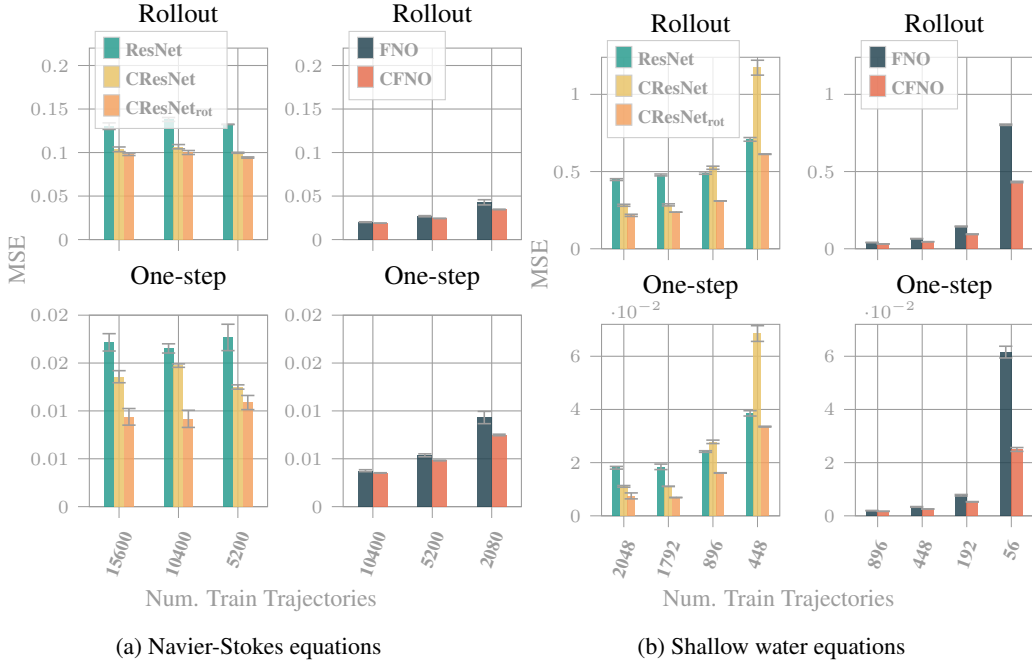 Rollout
Rollout
ResNet
CResNet
CResNet_rot
FNO
CFNO
0.2
0.15
0.1
0.05
0
0.2
0.15
0.1
0.05
0
MSE
One-step
One-step
0.02
0.02
0.01
0.01
0
0.02
0.02
0.01
0.01
0
15600
10400
5200
10400
5200
2080
Num. Train Trajectories
(a) Navier-Stokes equations
Rollout
Rollout
ResNet
CResNet
CResNet_rot
FNO
CFNO
1
0.5
0
1
0.5
0
MSE
One-step
One-step
·10⁻²
·10⁻²
6
4
2
0
6
4
2
0
2048
1792
896
448
896
448
192
56
Num. Train Trajectories
(b) Shallow water equations